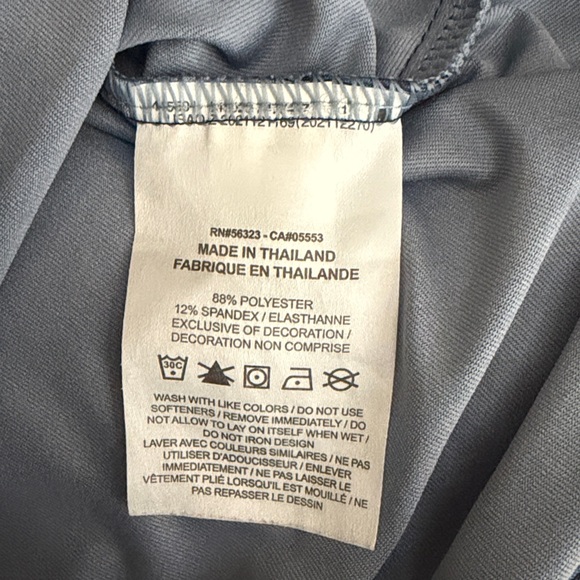 RN#56323 - CA#05553
MADE IN THAILAND
FABRIQUE EN THAILANDE
88% POLYESTER
12% SPANDEX / ELASTHANNE
EXCLUSIVE OF DECORATION /
DECORATION NON COMPRISE
30C
WASH WITH LIKE COLORS / DO NOT USE
SOFTENERS / REMOVE IMMEDIATELY / DO
NOT ALLOW TO LAY ON ITSELF WHEN WET /
DO NOT IRON DESIGN
LAVER AVEC COULEURS SIMILAIRES / NE PAS
UTILISER D'ADOUCISSEUR / ENLEVER
IMMEDIATEMENT / NE PAS LAISSER LE
VÊTEMENT PLIÉ LORSQU'IL EST MOUILLÉ / NE
PAS REPASSER LE DESSIN